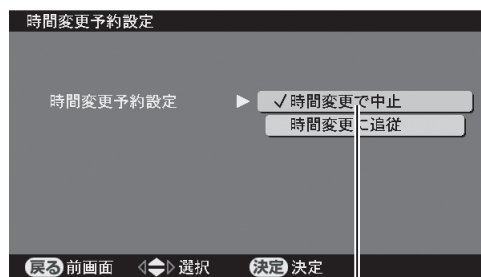 時間変更予約設定
時間変更予約設定 ▶ ✓時間変更で中止
時間変更に追従
戻る 前画面 選択 決定 決定